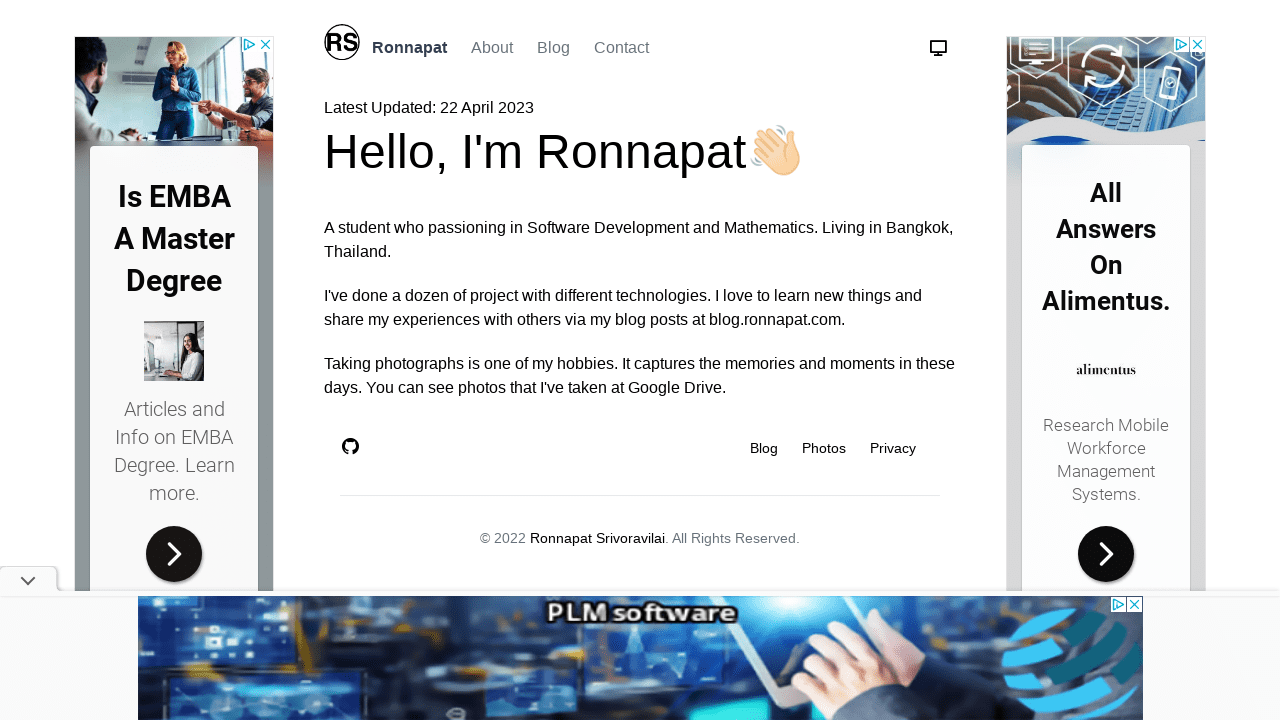 RS
Ronnapat About Blog Contact
Latest Updated: 22 April 2023
Hello, I'm Ronnapat👋
A student who passioning in Software Development and Mathematics. Living in Bangkok,
Thailand.
I've done a dozen of project with different technologies. I love to learn new things and
share my experiences with others via my blog posts at blog.ronnapat.com.
Taking photographs is one of my hobbies. It captures the memories and moments in these
days. You can see photos that I've taken at Google Drive.
Blog Photos Privacy
© 2022 Ronnapat Srivoravilai. All Rights Reserved.
Is EMBA
A Master
Degree
Articles and
Info on EMBA
Degree. Learn
more.
All
Answers
On
Alimentus.
alimentus
Research Mobile
Workforce
Management
Systems.
PLM software